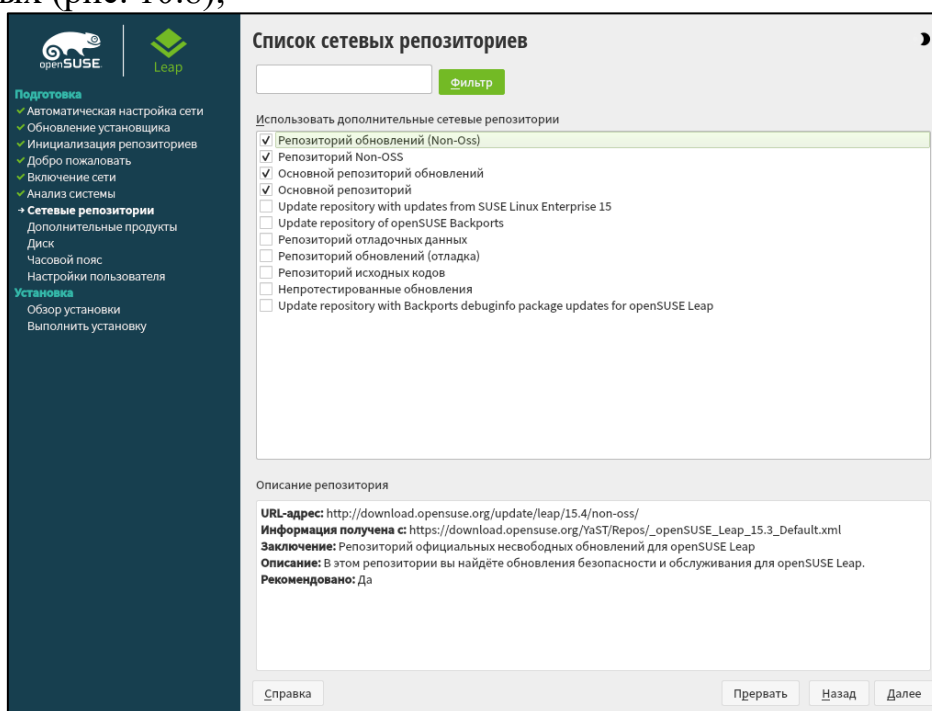 ых (рис. 10.8),
openSUSE
Leap
Список сетевых репозиториев
Фильтр
Подготовка
Автоматическая настройка сети
Обновление установщика
Инициализация репозиториев
Добро пожаловать
Включение сети
Анализ системы
Сетевые репозитории
Дополнительные продукты
Диск
Часовой пояс
Настройки пользователя
Установка
Обзор установки
Выполнить установку
Использовать дополнительные сетевые репозитории
Репозиторий обновлений (Non-Oss)
Репозиторий Non-OSS
Основной репозиторий обновлений
Основной репозиторий
Update repository with updates from SUSE Linux Enterprise 15
Update repository of openSUSE Backports
Репозиторий отладочных данных
Репозиторий обновлений (отладка)
Репозиторий исходных кодов
Непротестированные обновления
Update repository with Backports debuginfo package updates for openSUSE Leap
Описание репозитория
URL-адрес: http://download.opensuse.org/update/leap/15.4/non-oss/
Информация получена с: https://download.opensuse.org/YaST/Repos/_openSUSE_Leap_15.3_Default.xml
Заключение: Репозиторий официальных несвободных обновлений для openSUSE Leap
Описание: В этом репозитории вы найдёте обновления безопасности и обслуживания для openSUSE Leap.
Рекомендовано: Да
Справка
Прервать
Назад
Далее